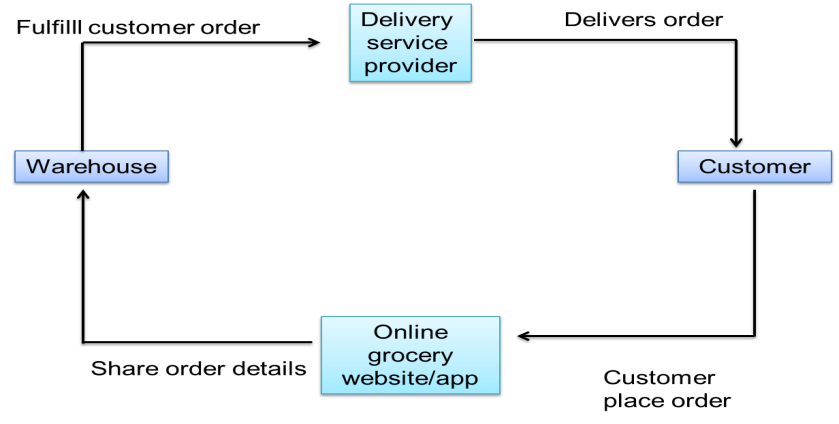 Fulfilll customer order
Delivery
service
provider
Delivers order
Warehouse
Customer
Online
grocery
website/app
Share order details
Customer
place order